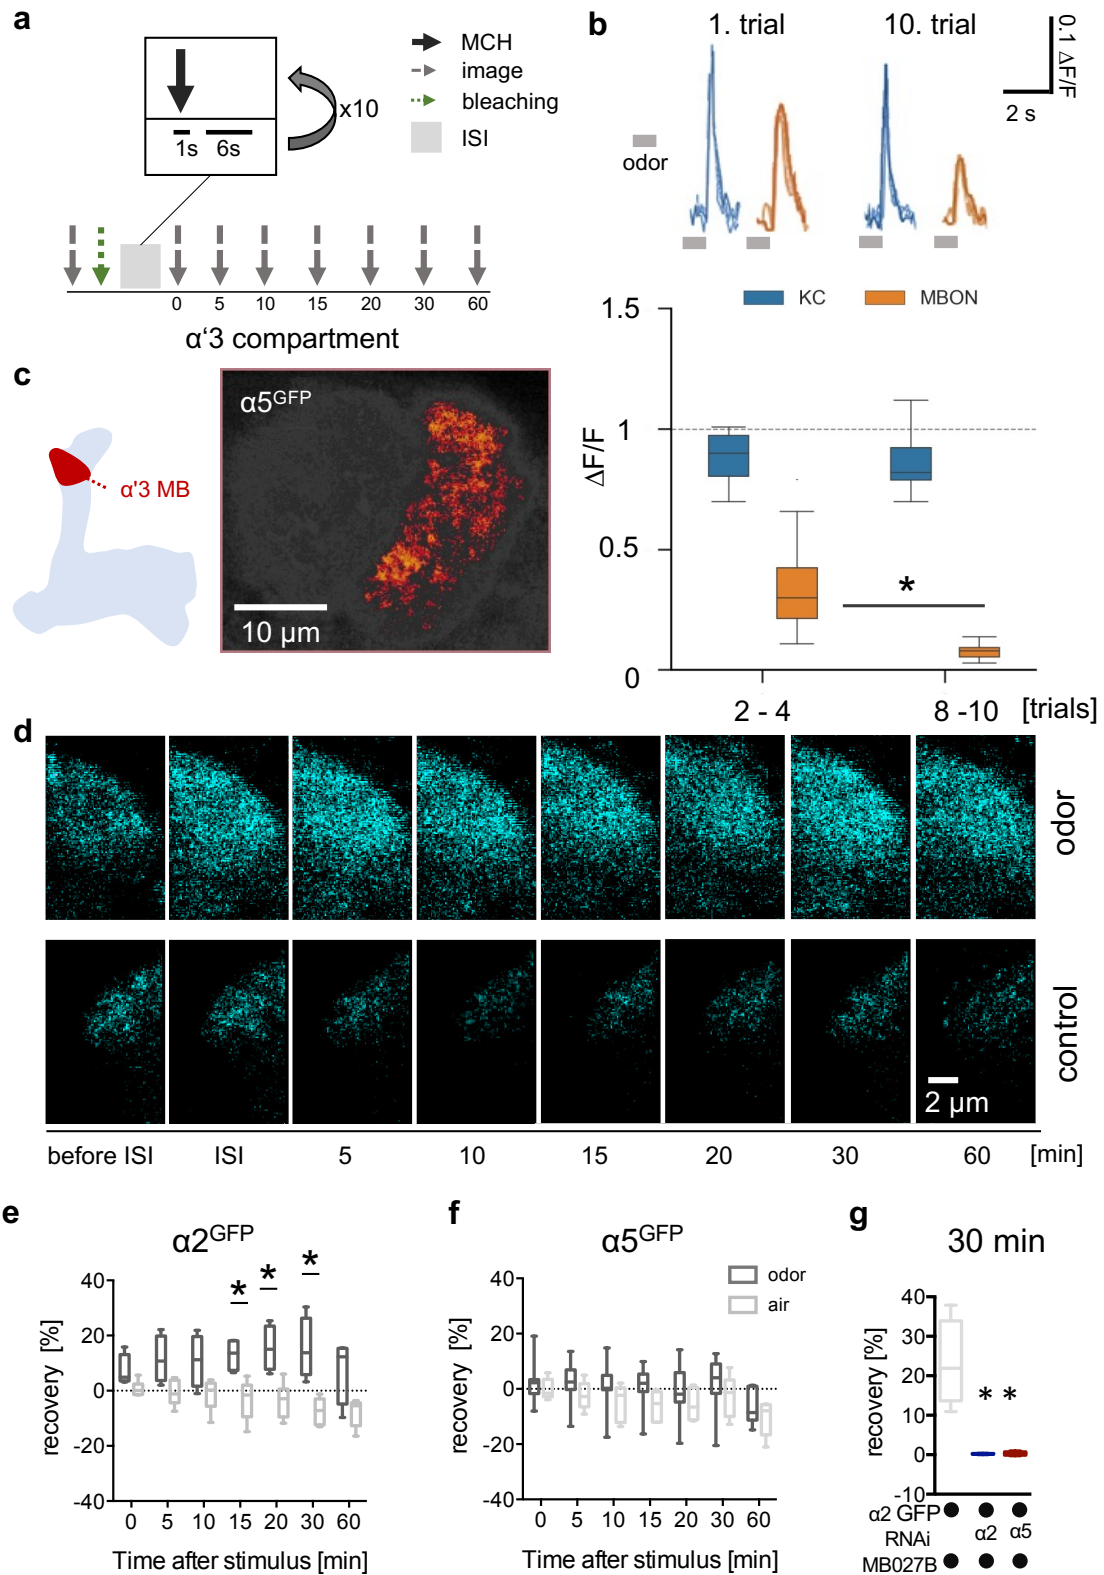 a
MCH
image
bleaching
ISI
x10
1s 6s
0 5 10 15 20 30 60
α‘3 compartment
b
1. trial 10. trial
0.1 ΔF/F
2 s
odor
KC MBON
1.5
1
0.5
0
ΔF/F
*
2 - 4 8 -10 [trials]
c
α'3 MB
α5GFP
10 μm
d
odor
control
2 μm
before ISI ISI 5 10 15 20 30 60 [min]
e
α2GFP
* * *
40
20
0
-20
-40
recovery [%]
0 5 10 15 20 30 60
Time after stimulus [min]
f
α5GFP
odor
air
40
20
0
-20
-40
recovery [%]
0 5 10 15 20 30 60
Time after stimulus [min]
g
30 min
40
30
20
10
0
-10
recovery [%]
* *
α2 GFP
RNAi α2 α5
MB027B